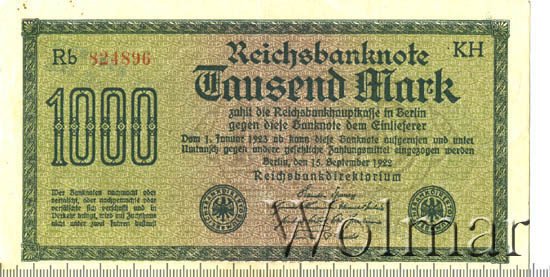 Rb 824896
Reichsbanknote
KH
Tausend Mark
1000
zahlt die Reichsbankhauptkasse in Berlin
gegen diese Banknote dem Einlieferer
Vom 1. Januar 1923 ab kann diese Banknote aufgerufen und unter
Umtausch gegen andere gesetzliche Zahlungsmittel eingezogen werden
Berlin, den 15. September 1922
Reichsbankdirektorium
Wer Banknoten nachmacht oder
verfälscht, oder nachgemachte oder
verfälschte sich verschafft und in
Verkehr bringt, wird mit Zuchthaus
nicht unter zwei Jahren bestraft
Wolmar